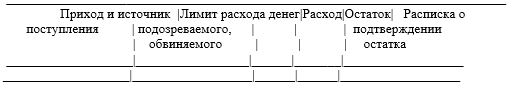 Приход и источник |Лимит расхода денег|Расход|Остаток| Расписка о
поступления | подозреваемого, | | | подтверждении
| обвиняемого | | | остатка